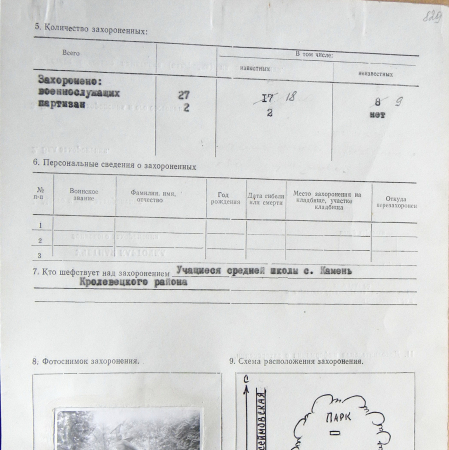 829
5. Количество захороненных:
Всего
В том числе:
известных
неизвестных
Захоронено:
военнослужащих 27 17 18 8 9
партизан 2 2 нет
6. Персональные сведения о захороненных
№ п-п
Воинское звание
Фамилия, имя, отчество
Год рождения
Дата гибели или смерти
Место захоронения на кладбище, участке кладбища
Откуда перезахоронен
1
2
3
7. Кто шефствует над захоронением Учащиеся средней школы с. Камень
Кролевецкого района
8. Фотоснимок захоронения.
9. Схема расположения захоронения.
С
СЕЙМОВСКАЯ
ПАРК